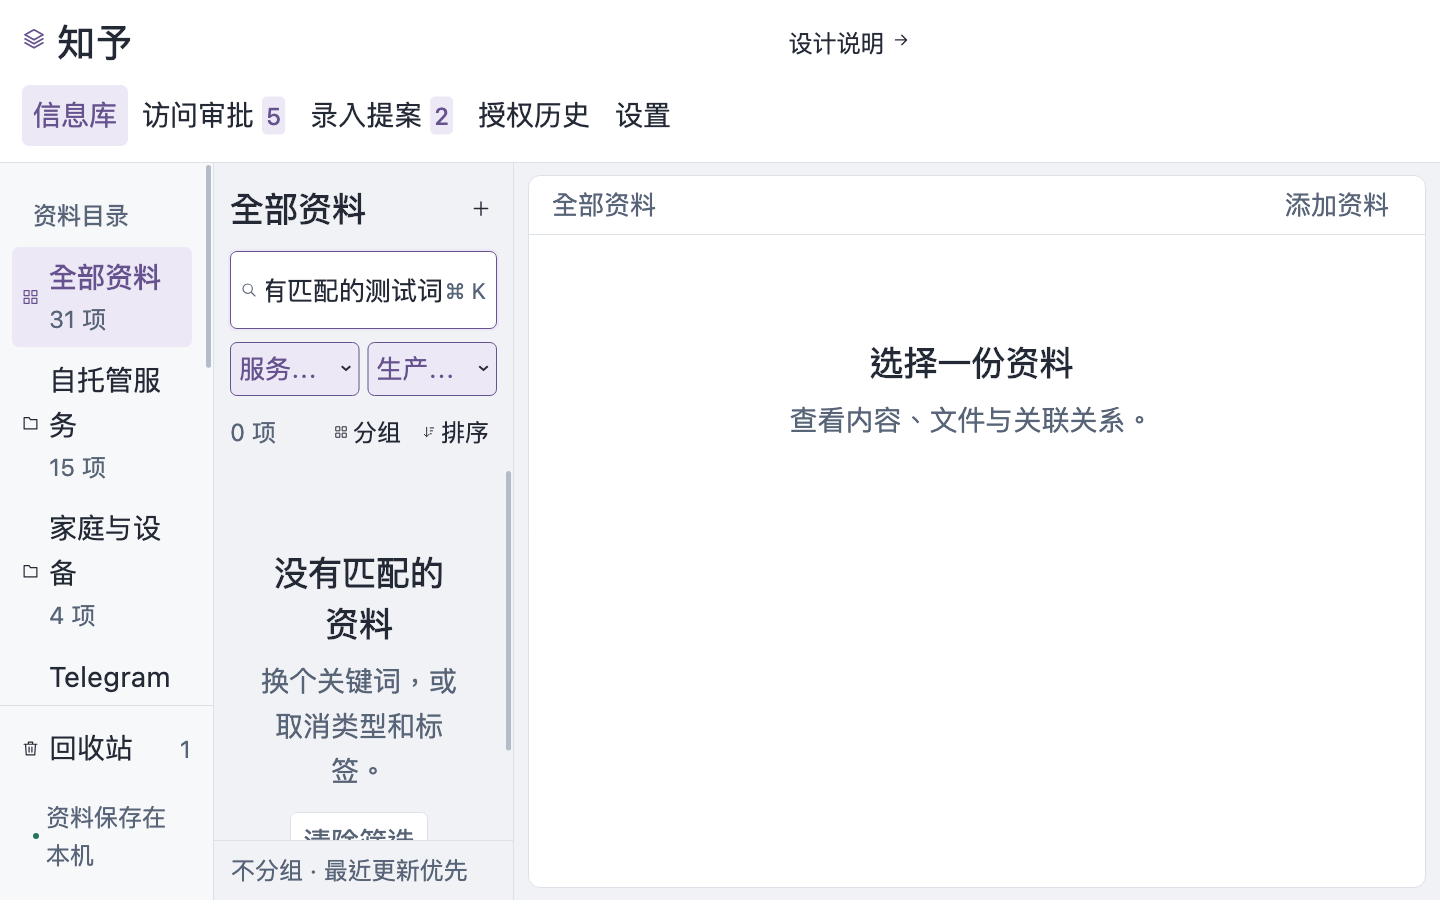 知予
设计说明
信息库
访问审批 5
录入提案 2
授权历史
设置
资料目录
全部资料
31 项
自托管服
务
15 项
家庭与设
备
4 项
Telegram
回收站 1
资料保存在
本机
全部资料
有匹配的测试词 ⌘ K
服务…
生产…
0 项
分组
排序
没有匹配的
资料
换个关键词，或
取消类型和标
签。
清除筛选
不分组 · 最近更新优先
全部资料
添加资料
选择一份资料
查看内容、文件与关联关系。